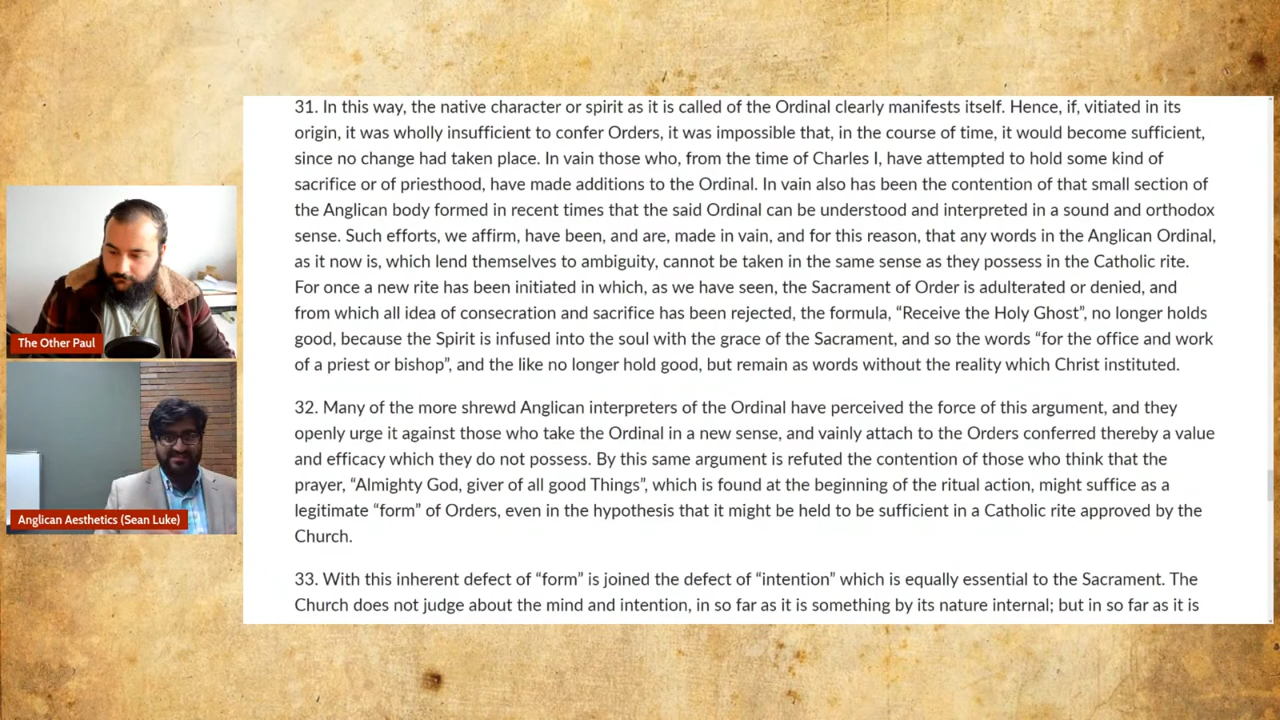 31. In this way, the native character or spirit as it is called of the Ordinal clearly manifests itself. Hence, if, vitiated in its
origin, it was wholly insufficient to confer Orders, it was impossible that, in the course of time, it would become sufficient,
since no change had taken place. In vain those who, from the time of Charles I, have attempted to hold some kind of
sacrifice or of priesthood, have made additions to the Ordinal. In vain also has been the contention of that small section of
the Anglican body formed in recent times that the said Ordinal can be understood and interpreted in a sound and orthodox
sense. Such efforts, we affirm, have been, and are, made in vain, and for this reason, that any words in the Anglican Ordinal,
as it now is, which lend themselves to ambiguity, cannot be taken in the same sense as they possess in the Catholic rite.
For once a new rite has been initiated in which, as we have seen, the Sacrament of Order is adulterated or denied, and
from which all idea of consecration and sacrifice has been rejected, the formula, “Receive the Holy Ghost”, no longer holds
good, because the Spirit is infused into the soul with the grace of the Sacrament, and so the words “for the office and work
of a priest or bishop”, and the like no longer hold good, but remain as words without the reality which Christ instituted.
32. Many of the more shrewd Anglican interpreters of the Ordinal have perceived the force of this argument, and they
openly urge it against those who take the Ordinal in a new sense, and vainly attach to the Orders conferred thereby a value
and efficacy which they do not possess. By this same argument is refuted the contention of those who think that the
prayer, “Almighty God, giver of all good Things”, which is found at the beginning of the ritual action, might suffice as a
legitimate “form” of Orders, even in the hypothesis that it might be held to be sufficient in a Catholic rite approved by the
Church.
33. With this inherent defect of “form” is joined the defect of “intention” which is equally essential to the Sacrament. The
Church does not judge about the mind and intention, in so far as it is something by its nature internal; but in so far as it is
The Other Paul
Anglican Aesthetics (Sean Luke)